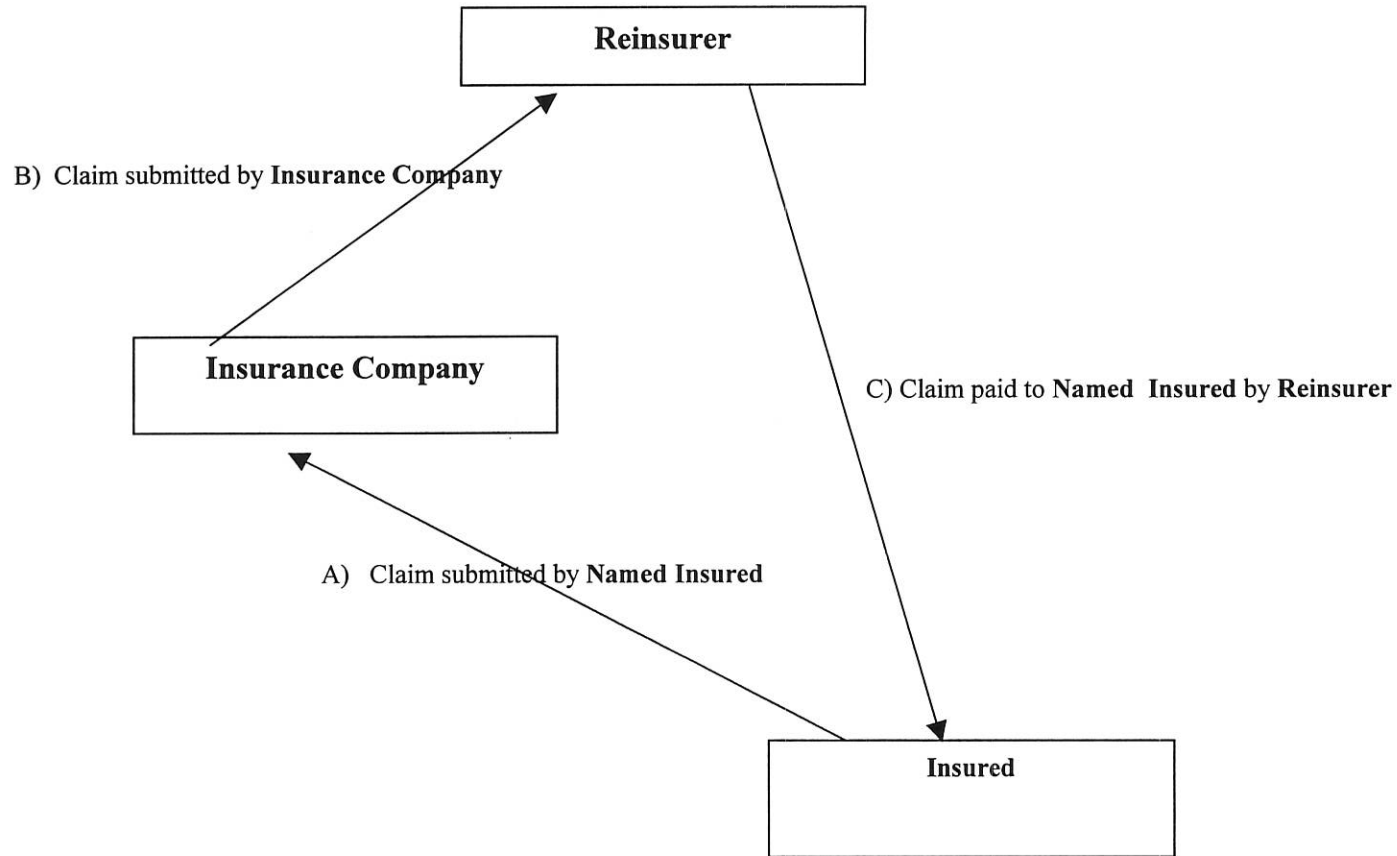 Reinsurer
B) Claim submitted by Insurance Company
Insurance Company
C) Claim paid to Named Insured by Reinsurer
A) Claim submitted by Named Insured
Insured